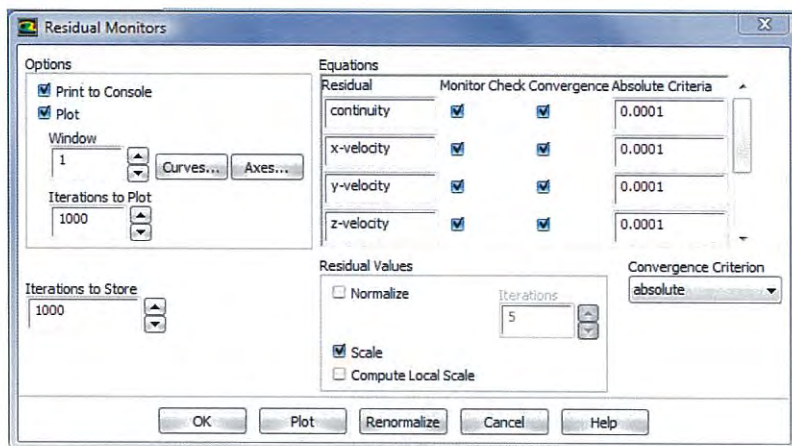 Residual Monitors
X
Options
Print to Console
Plot
Window
1
Curves... Axes...
Iterations to Plot
1000
Iterations to Store
1000
Equations
Residual Monitor Check Convergence Absolute Criteria
continuity 0.0001
x-velocity 0.0001
y-velocity 0.0001
z-velocity 0.0001
Residual Values
Normalize
Iterations
5
Scale
Compute Local Scale
Convergence Criterion
absolute
OK Plot Renormalize Cancel Help